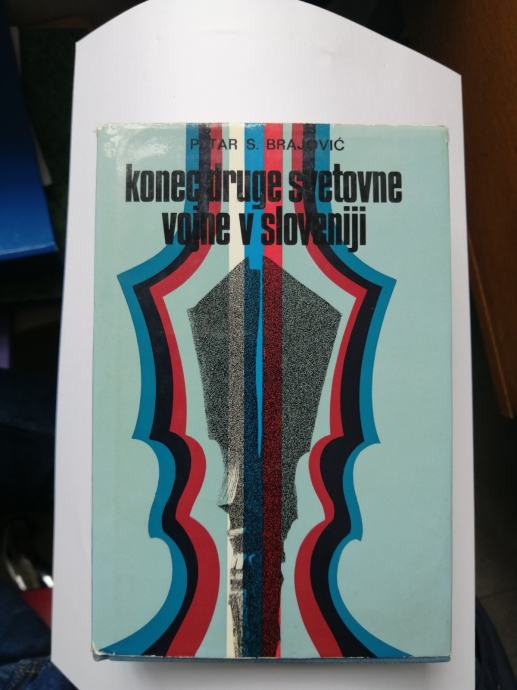 PETAR S. BRAJOVIĆ
konec druge svetovne
vojne v sloveniji